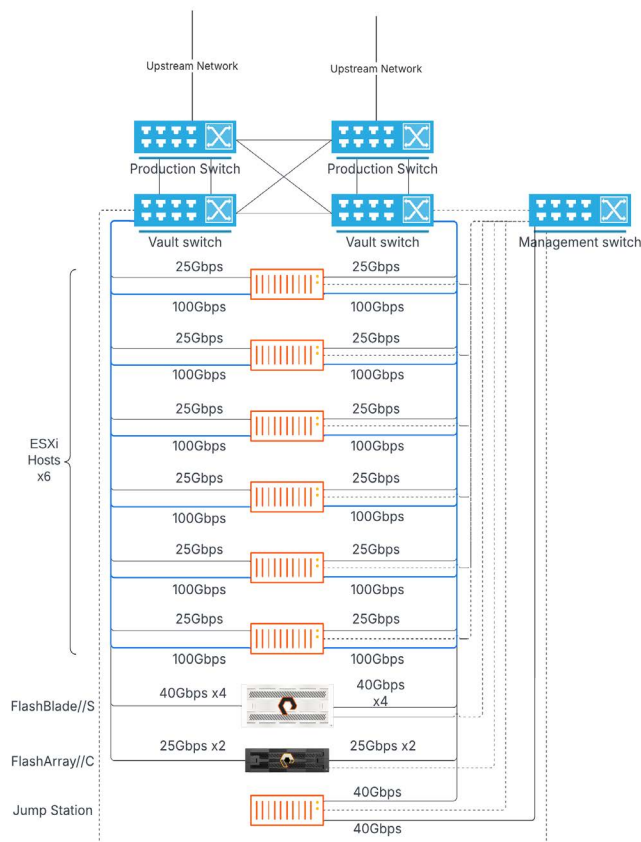 Upstream Network
Upstream Network
Production Switch
Production Switch
Vault switch
Vault switch
Management switch
25Gbps
25Gbps
100Gbps
100Gbps
25Gbps
25Gbps
100Gbps
100Gbps
25Gbps
25Gbps
100Gbps
100Gbps
ESXi
Hosts
x6
25Gbps
25Gbps
100Gbps
100Gbps
25Gbps
25Gbps
100Gbps
100Gbps
25Gbps
25Gbps
100Gbps
100Gbps
FlashBlade//S
40Gbps x4
40Gbps
x4
FlashArray//C
25Gbps x2
25Gbps x2
Jump Station
40Gbps
40Gbps